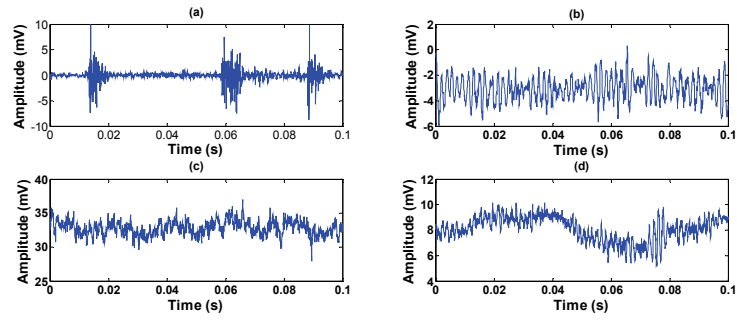 (a)
Amplitude (mV)
10
5
0
-5
-10
0 0.02 0.04 0.06 0.08 0.1
Time (s)
(b)
Amplitude (mV)
2
0
-2
-4
-6
0 0.02 0.04 0.06 0.08 0.1
Time (s)
(c)
Amplitude (mV)
40
35
30
25
0 0.02 0.04 0.06 0.08 0.1
Time (s)
(d)
Amplitude (mV)
12
10
8
6
4
0 0.02 0.04 0.06 0.08 0.1
Time (s)